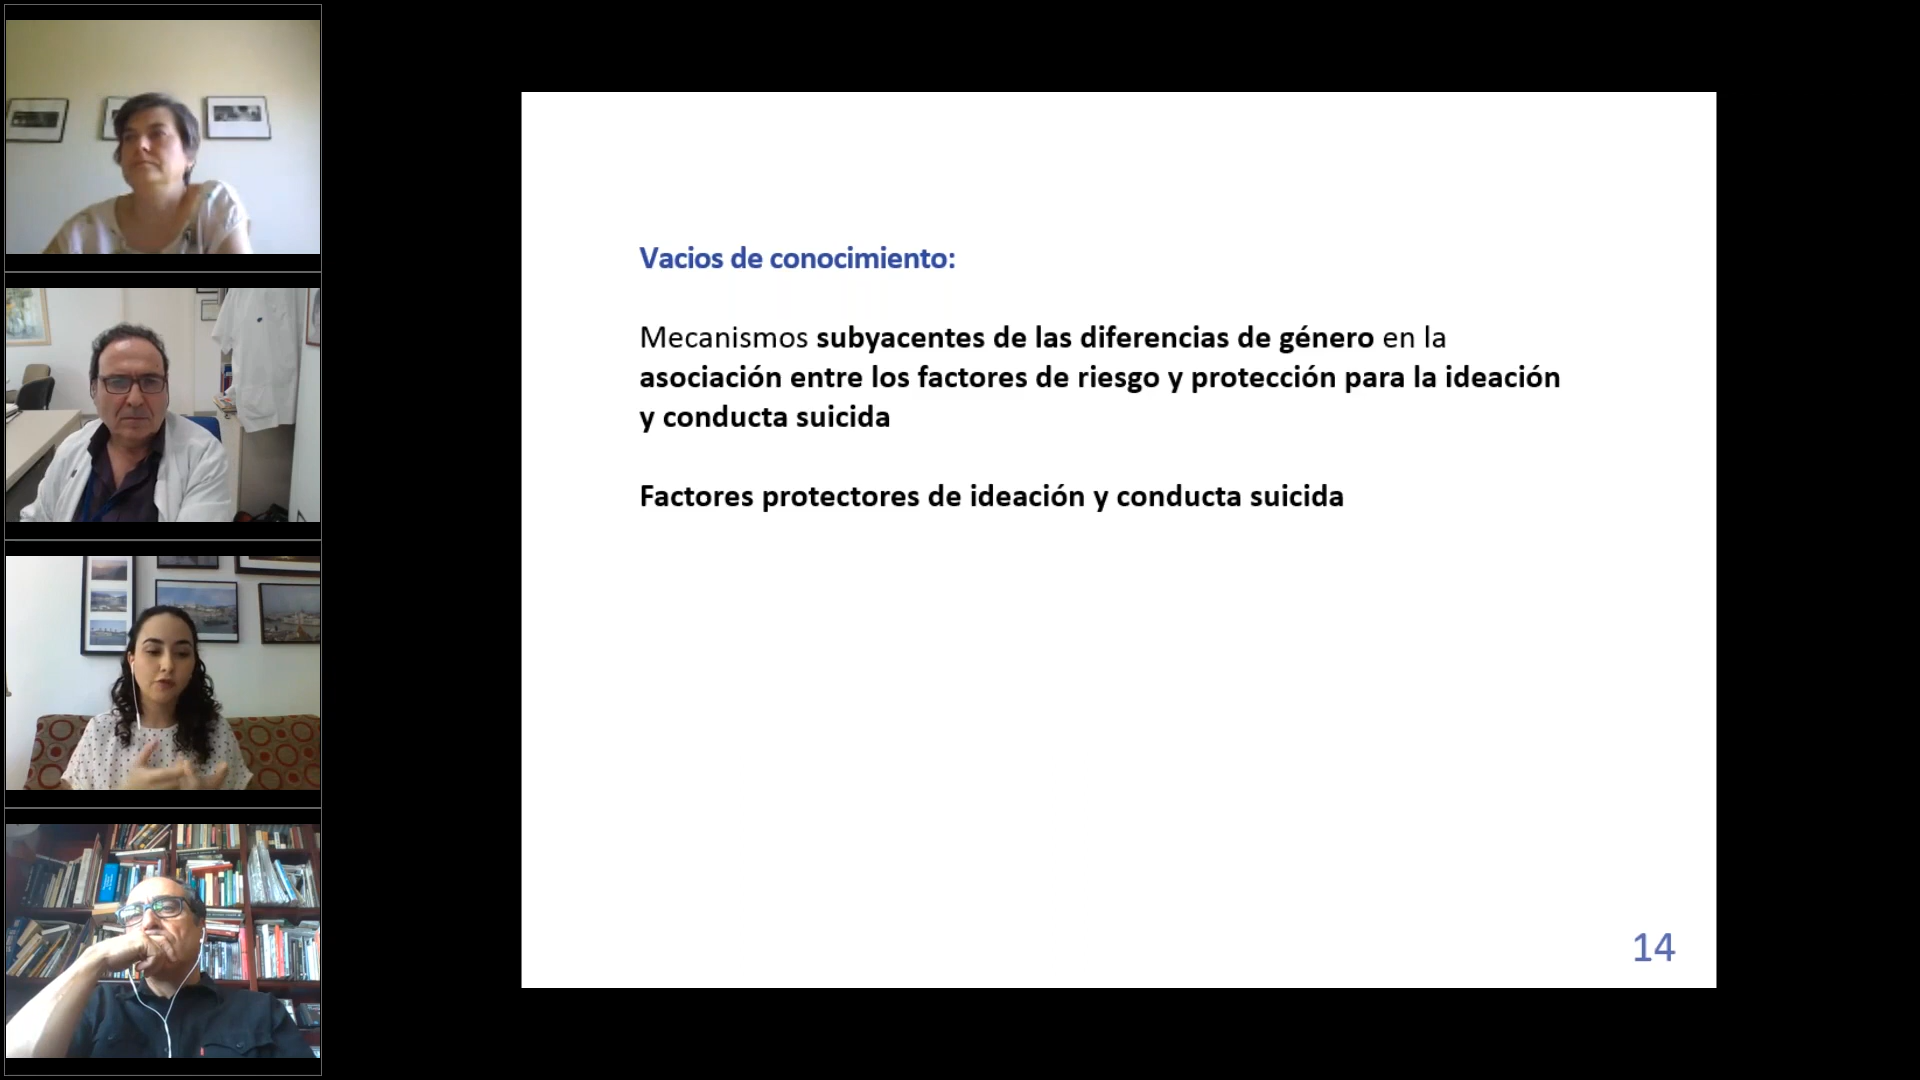 Vacios de conocimiento:
Mecanismos subyacentes de las diferencias de género en la
asociación entre los factores de riesgo y protección para la ideación
y conducta suicida
Factores protectores de ideación y conducta suicida
14